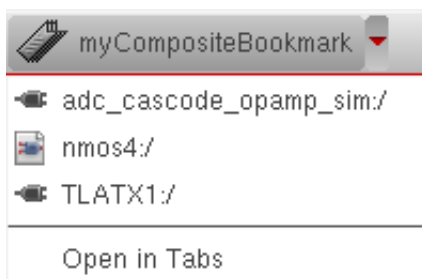 myCompositeBookmark
adc_cascode_opamp_sim:/
nmos4:/
TLATX1:/
Open in Tabs